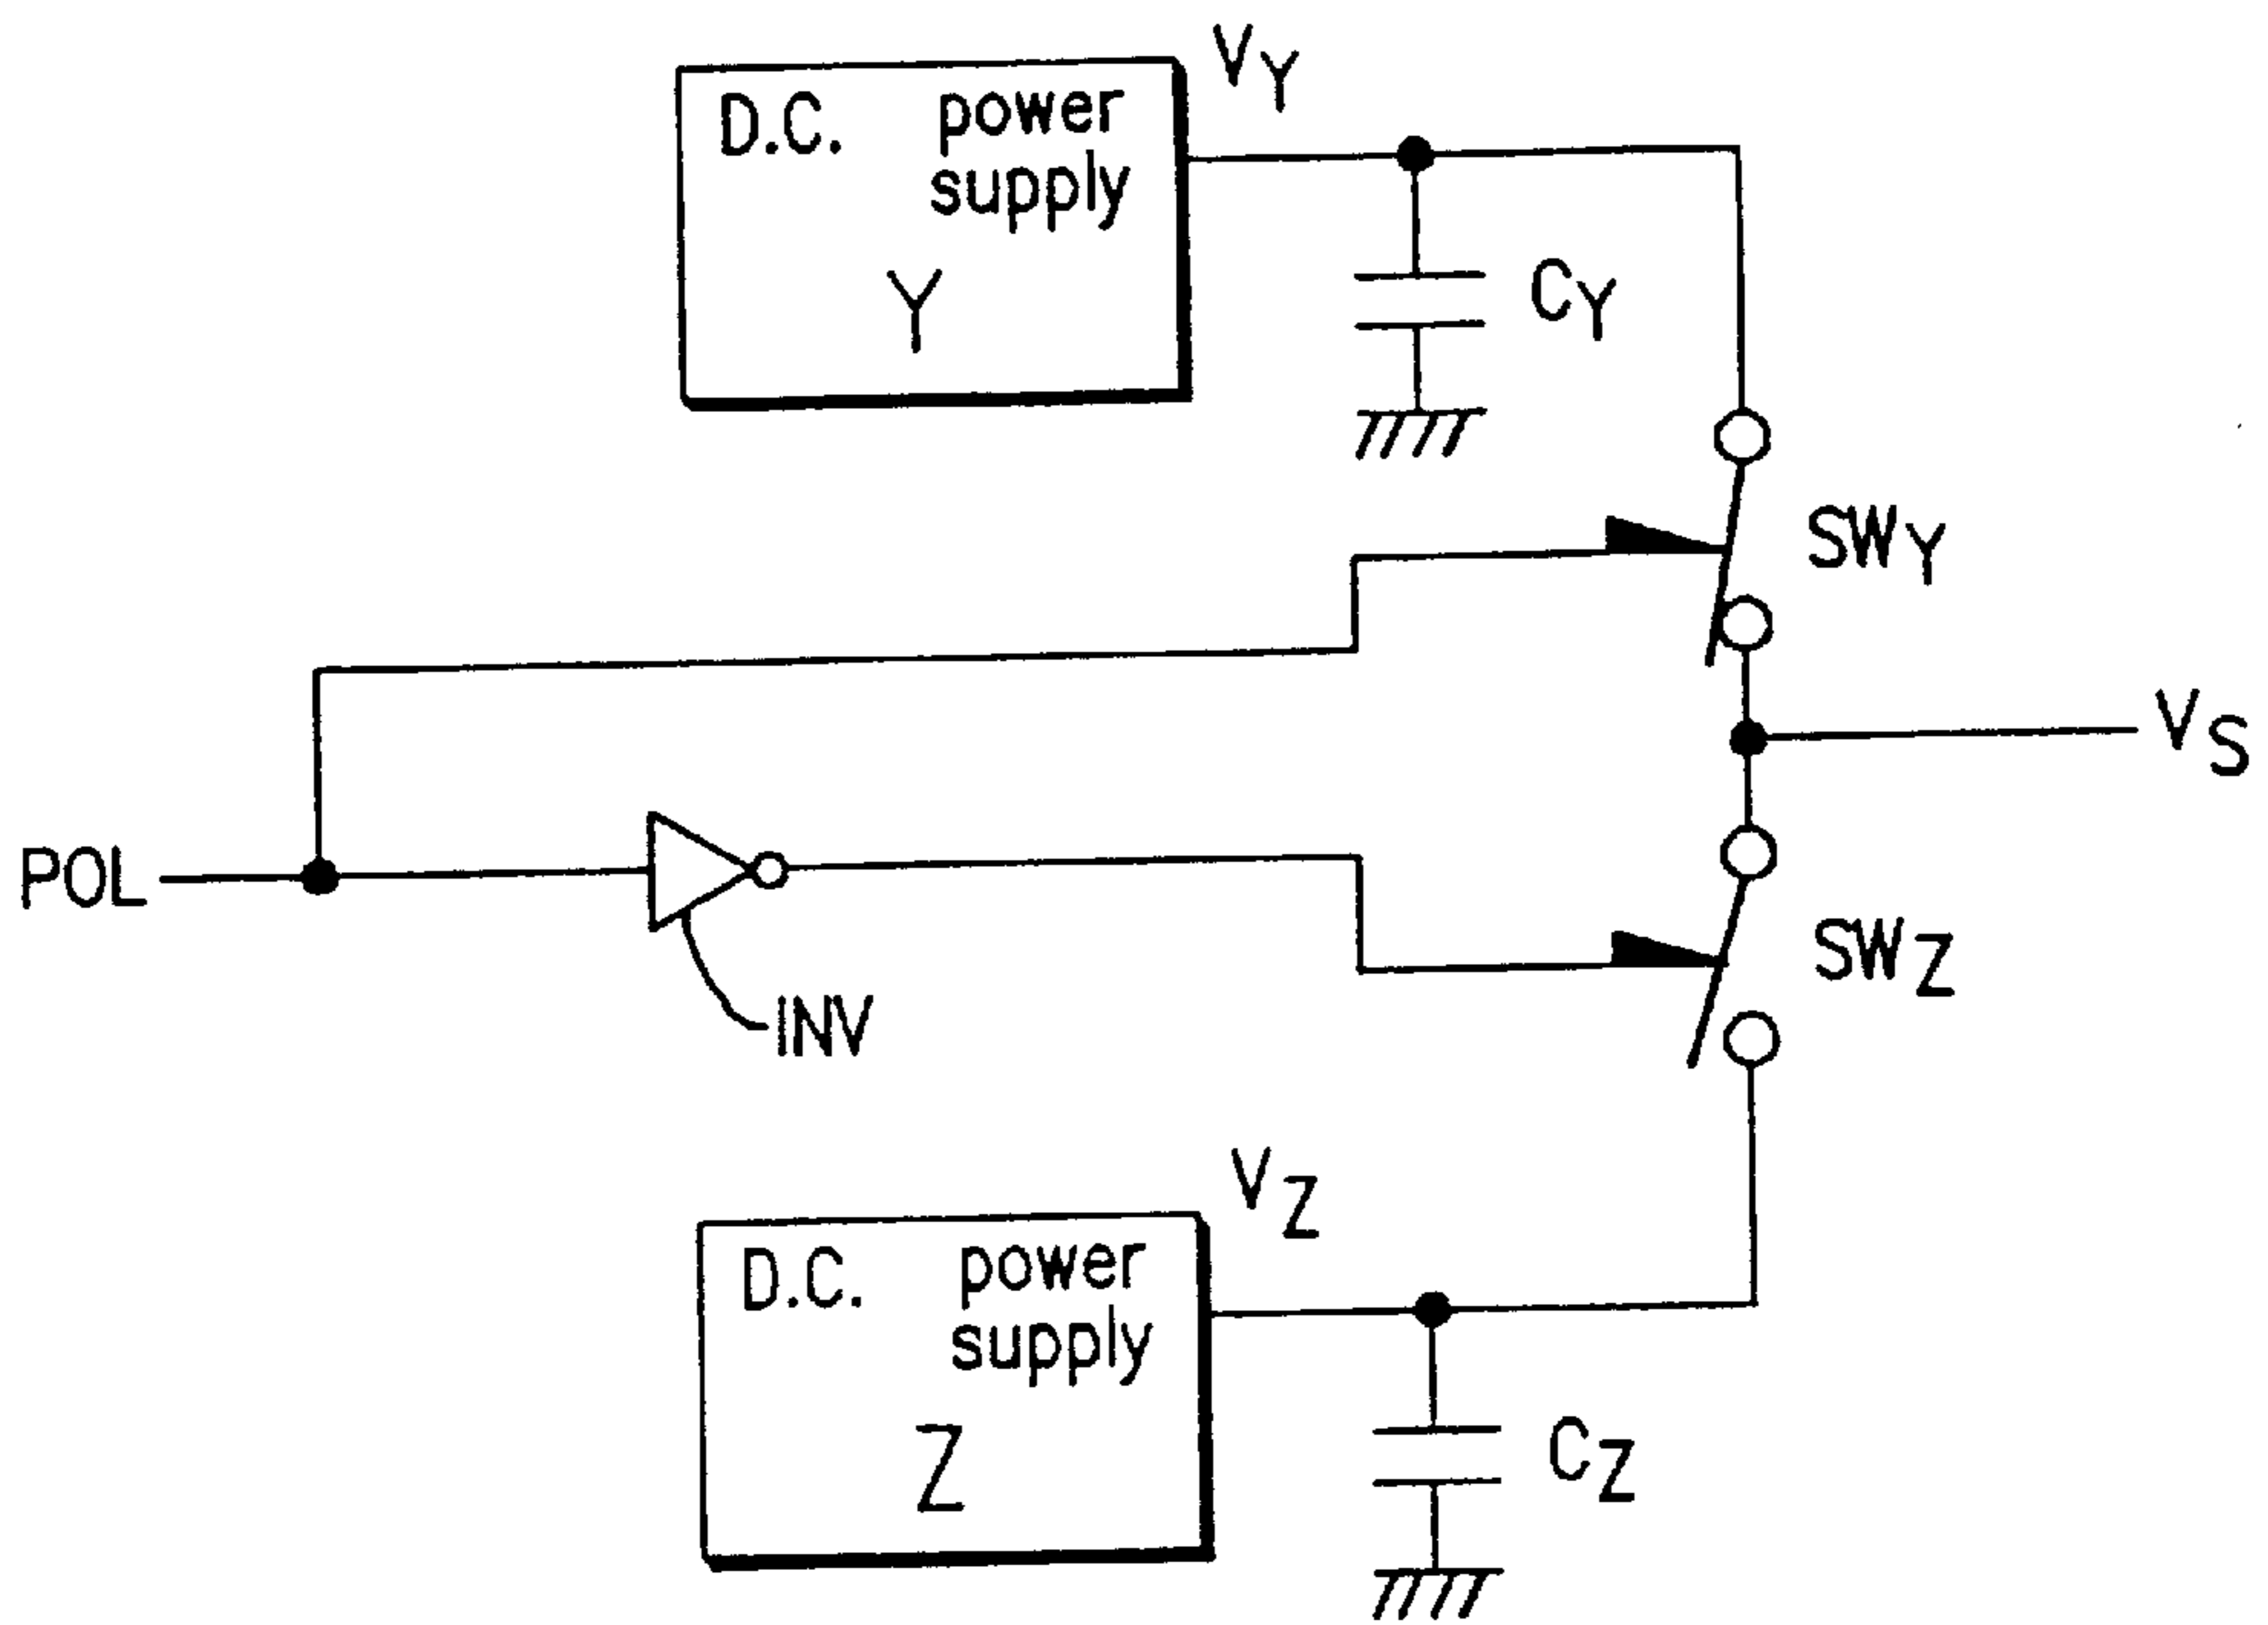 VY
D.C. power
supply
Y
CY
SWY
VS
POL
INV
SWZ
VZ
D.C. power
supply
Z
CZ